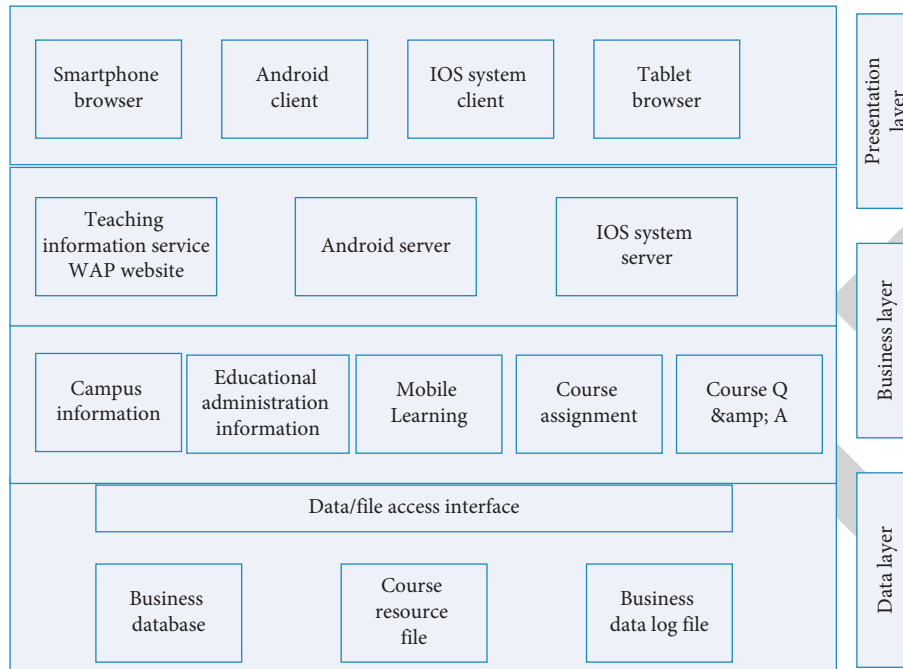 Smartphone
browser
Android
client
IOS system
client
Tablet
browser
Presentation
layer
Teaching
information service
WAP website
Android server
IOS system
server
Business layer
Campus
information
Educational
administration
information
Mobile
Learning
Course
assignment
Course Q
&amp; A
Data/file access interface
Business
database
Course
resource
file
Business
data log file
Data layer